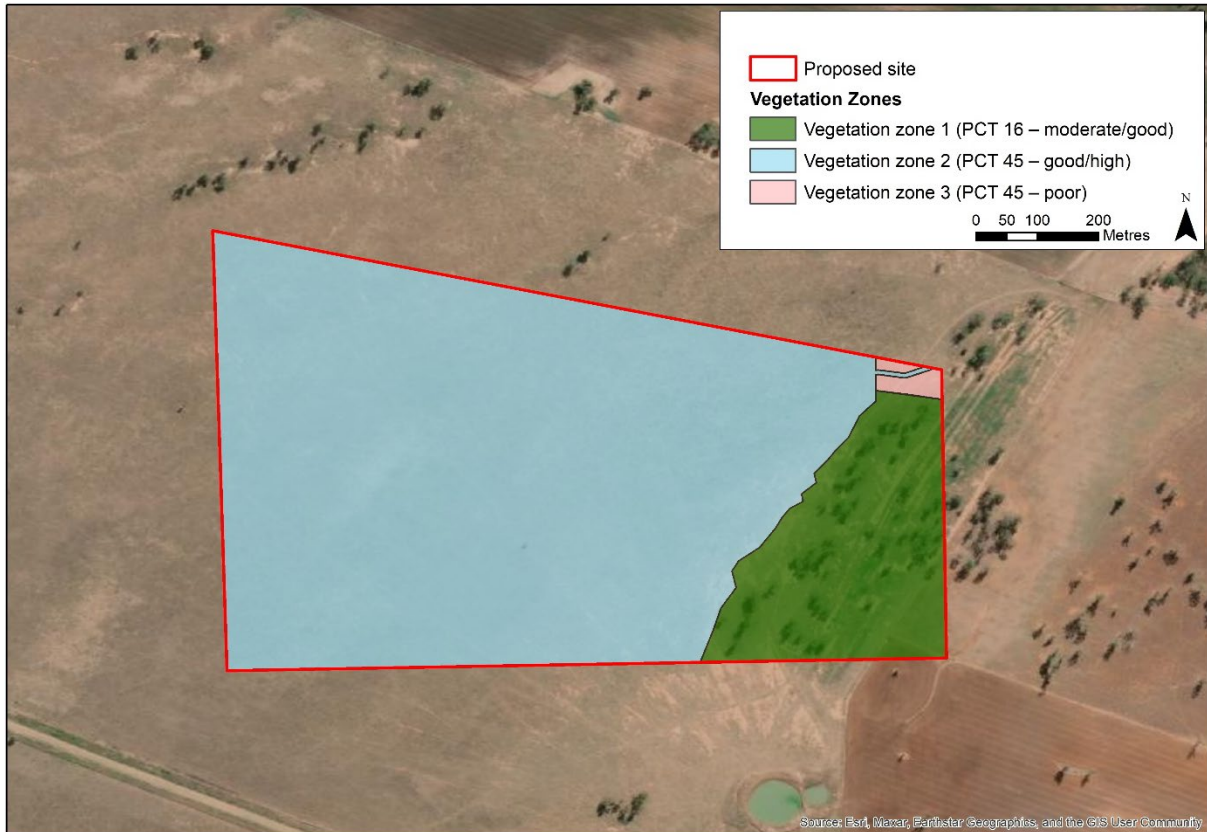 Proposed site
Vegetation Zones
Vegetation zone 1 (PCT 16 – moderate/good)
Vegetation zone 2 (PCT 45 – good/high)
Vegetation zone 3 (PCT 45 – poor)
N
0 50 100 200
Metres
Source: Esri, Maxar, Earthstar Geographics, and the GIS User Community